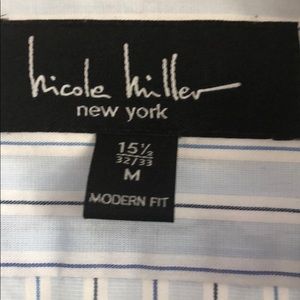 nicole miller
new york
15½
32/33
M
MODERN FIT